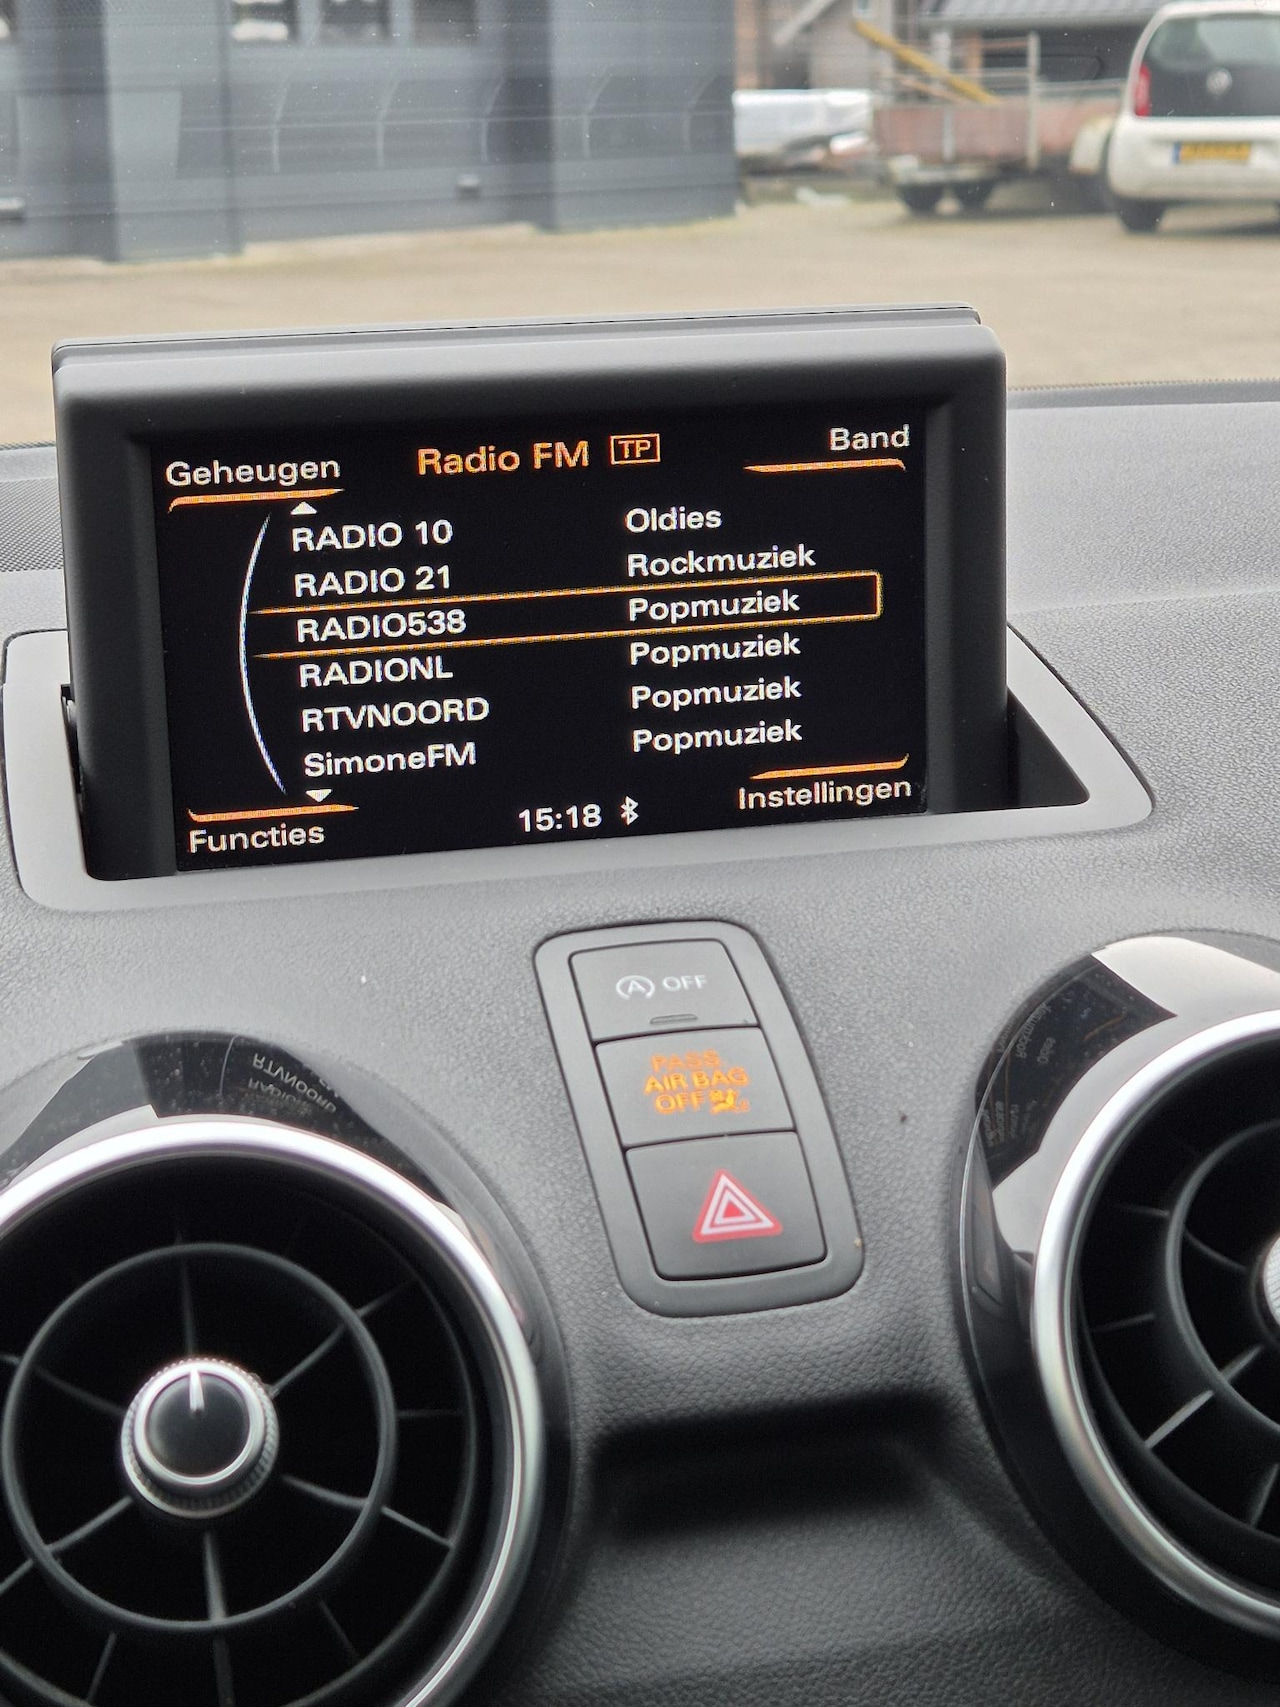 Geheugen Radio FM TP Band
RADIO 10 Oldies
RADIO 21 Rockmuziek
RADIO538 Popmuziek
RADIONL Popmuziek
RTVNOORD Popmuziek
SimoneFM Popmuziek
Functies 15:18 Instellingen
A OFF
PASS
AIR BAG
OFF